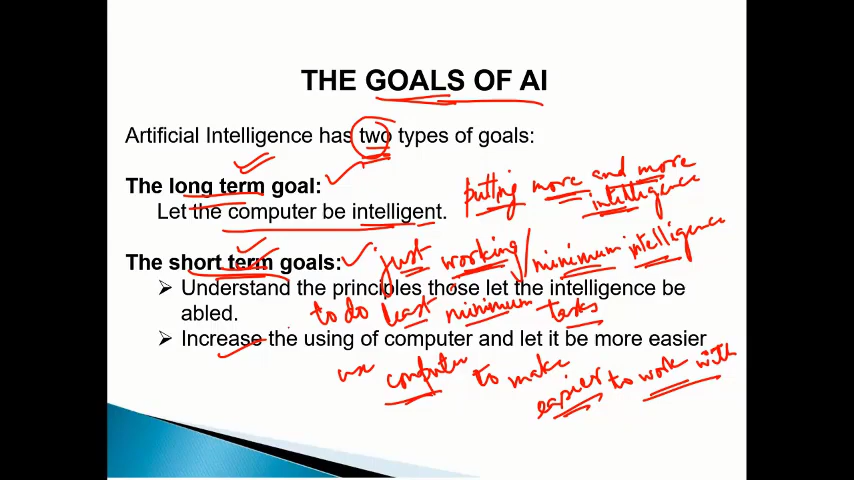 THE GOALS OF AI
Artificial Intelligence has two types of goals:
The long term goal:
putting more and more
intelligence
Let the computer be intelligent.
The short term goals:
just working / minimum intelligence
➢ Understand the principles those let the intelligence be
abled.
to do least minimum tasks
➢ Increase the using of computer and let it be more easier
use computer to make
easier to work with